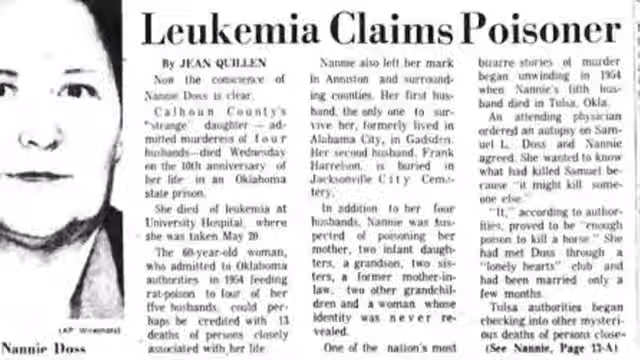 Leukemia Claims Poisoner
By JEAN QUILLEN
Now the conscience of
Nannie Doss is clear.
Calhoun County's
"strange" daughter — ad-
mitted murderess of four
husbands—died Wednesday
on the 10th anniversary of
her life in an Oklahoma
state prison.
She died of leukemia at
University Hospital, where
she was taken May 20.
The 60-year-old woman,
who admitted to Oklahoma
authorities in 1954 feeding
rat-poison to four of her
five husbands, could per-
haps be credited with 13
deaths of persons closely
associated with her life.
Nannie also left her mark
in Anniston and surround-
ing counties. Her first hus-
band, the only one to sur-
vive her, formerly lived in
Alabama City, in Gadsden.
Her second husband, Frank
Harrelson, is buried in
Jacksonville City Ceme-
tery.
In addition to her four
husbands, Nannie was sus-
pected of poisoning her
mother, two infant daugh-
ters, a grandson, two sis-
ters, a former mother-in-
law, two other grandchil-
dren and a woman whose
identity was never re-
vealed.
One of the nation's most
bizarre stories of murder
began unwinding in 1954
when Nannie's fifth hus-
band died in Tulsa, Okla.
An attending physician
ordered an autopsy on Sam-
uel L. Doss and Nannie
agreed. She wanted to know
what had killed Samuel be-
cause "it might kill some-
one else."
"It," according to author-
ities, proved to be "enough
poison to kill a horse." She
had met Doss through a
"lonely hearts" club and
had been married only a
few months.
Tulsa authorities began
checking into other mysteri-
ous deaths of persons close-
(See Nannie, Page 13-A)
(AP Wirephoto)
Nannie Doss